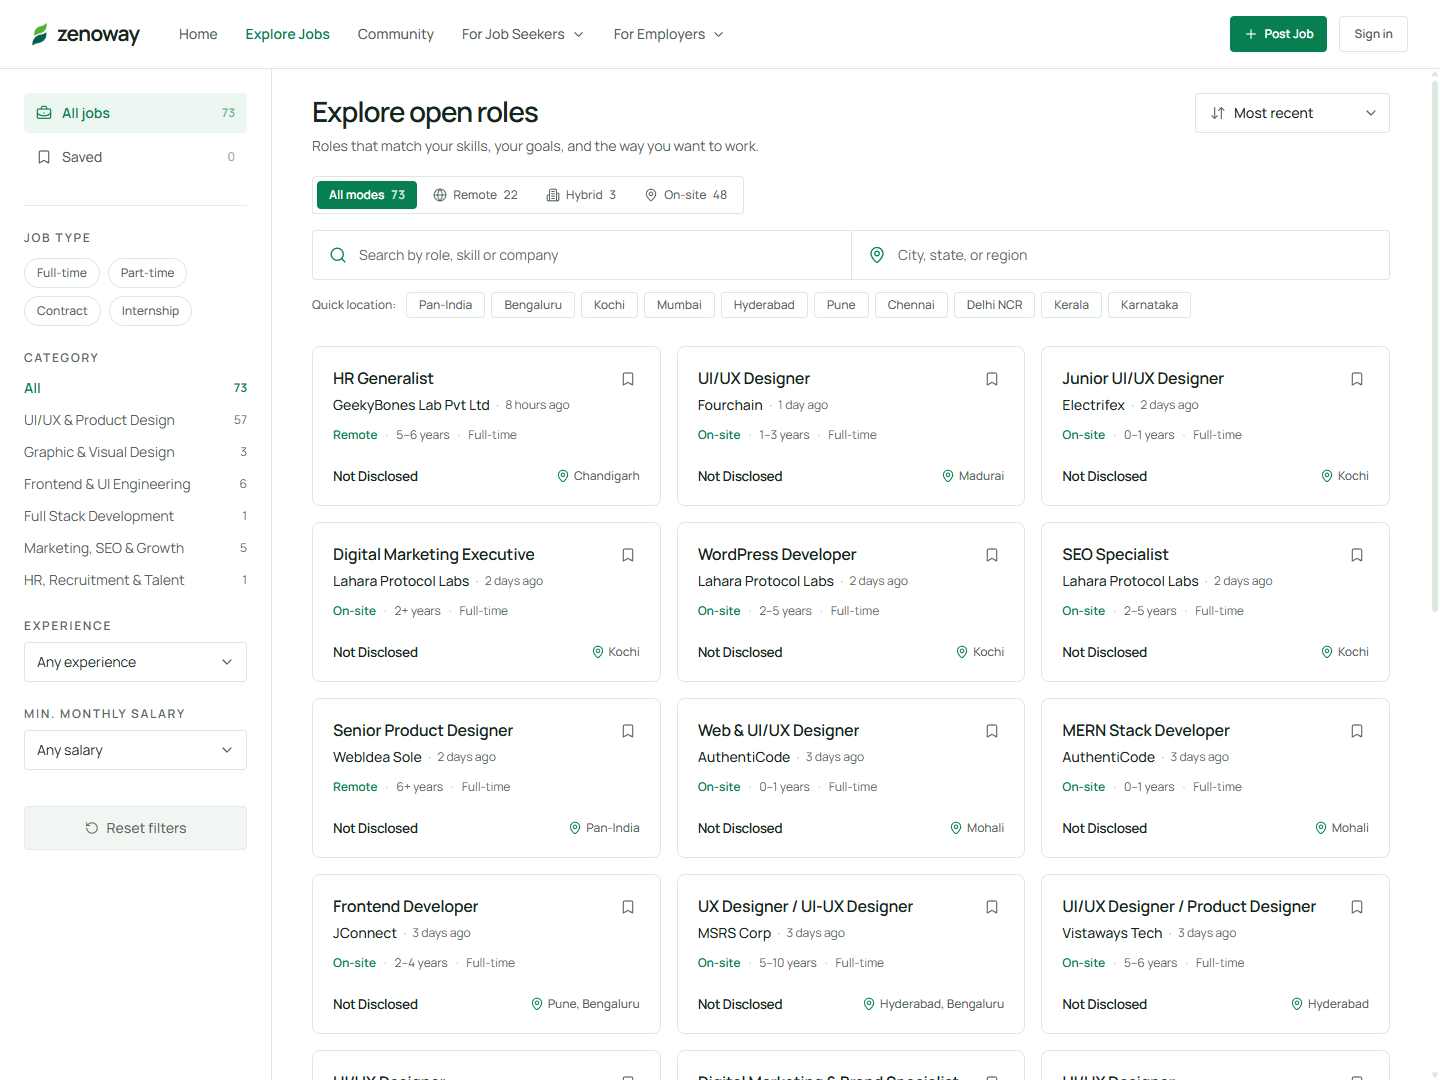 zenoway
Home
Explore Jobs
Community
For Job Seekers
For Employers
+ Post Job
Sign in
All jobs 73
Saved 0
JOB TYPE
Full-time
Part-time
Contract
Internship
CATEGORY
All 73
UI/UX & Product Design 57
Graphic & Visual Design 3
Frontend & UI Engineering 6
Full Stack Development 1
Marketing, SEO & Growth 5
HR, Recruitment & Talent 1
EXPERIENCE
Any experience
MIN. MONTHLY SALARY
Any salary
Reset filters
Explore open roles
Most recent
Roles that match your skills, your goals, and the way you want to work.
All modes 73
Remote 22
Hybrid 3
On-site 48
Search by role, skill or company
City, state, or region
Quick location:
Pan-India
Bengaluru
Kochi
Mumbai
Hyderabad
Pune
Chennai
Delhi NCR
Kerala
Karnataka
HR Generalist
GeekyBones Lab Pvt Ltd · 8 hours ago
Remote · 5–6 years · Full-time
Not Disclosed
Chandigarh
UI/UX Designer
Fourchain · 1 day ago
On-site · 1–3 years · Full-time
Not Disclosed
Madurai
Junior UI/UX Designer
Electrifex · 2 days ago
On-site · 0–1 years · Full-time
Not Disclosed
Kochi
Digital Marketing Executive
Lahara Protocol Labs · 2 days ago
On-site · 2+ years · Full-time
Not Disclosed
Kochi
WordPress Developer
Lahara Protocol Labs · 2 days ago
On-site · 2–5 years · Full-time
Not Disclosed
Kochi
SEO Specialist
Lahara Protocol Labs · 2 days ago
On-site · 2–5 years · Full-time
Not Disclosed
Kochi
Senior Product Designer
WebIdea Sole · 2 days ago
Remote · 6+ years · Full-time
Not Disclosed
Pan-India
Web & UI/UX Designer
AuthentiCode · 3 days ago
On-site · 0–1 years · Full-time
Not Disclosed
Mohali
MERN Stack Developer
AuthentiCode · 3 days ago
On-site · 0–1 years · Full-time
Not Disclosed
Mohali
Frontend Developer
JConnect · 3 days ago
On-site · 2–4 years · Full-time
Not Disclosed
Pune, Bengaluru
UX Designer / UI-UX Designer
MSRS Corp · 3 days ago
On-site · 5–10 years · Full-time
Not Disclosed
Hyderabad, Bengaluru
UI/UX Designer / Product Designer
Vistaways Tech · 3 days ago
On-site · 5–6 years · Full-time
Not Disclosed
Hyderabad
UI/UX Designer
Digital Marketing & Brand Specialist
UI/UX Designer